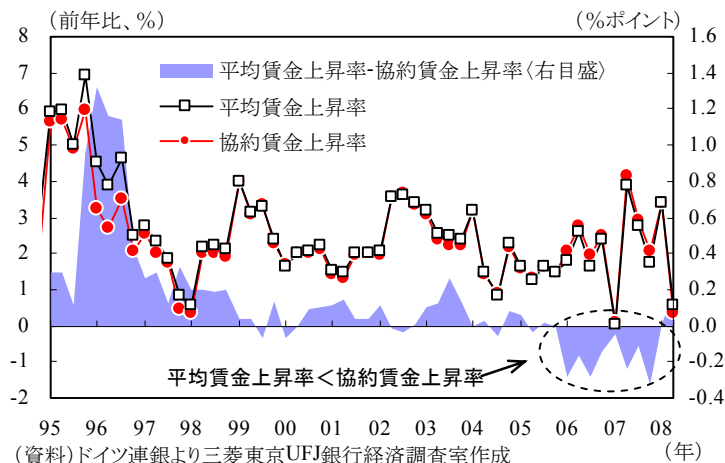 （前年比、%）
（%ポイント）
8
7
6
5
4
3
2
1
0
-1
-2
1.6
1.4
1.2
1.0
0.8
0.6
0.4
0.2
0.0
-0.2
-0.4
平均賃金上昇率-協約賃金上昇率〈右目盛〉
平均賃金上昇率
協約賃金上昇率
平均賃金上昇率＜協約賃金上昇率
95 96 97 98 99 00 01 02 03 04 05 06 07 08
（年）
（資料）ドイツ連銀より三菱東京UFJ銀行経済調査室作成